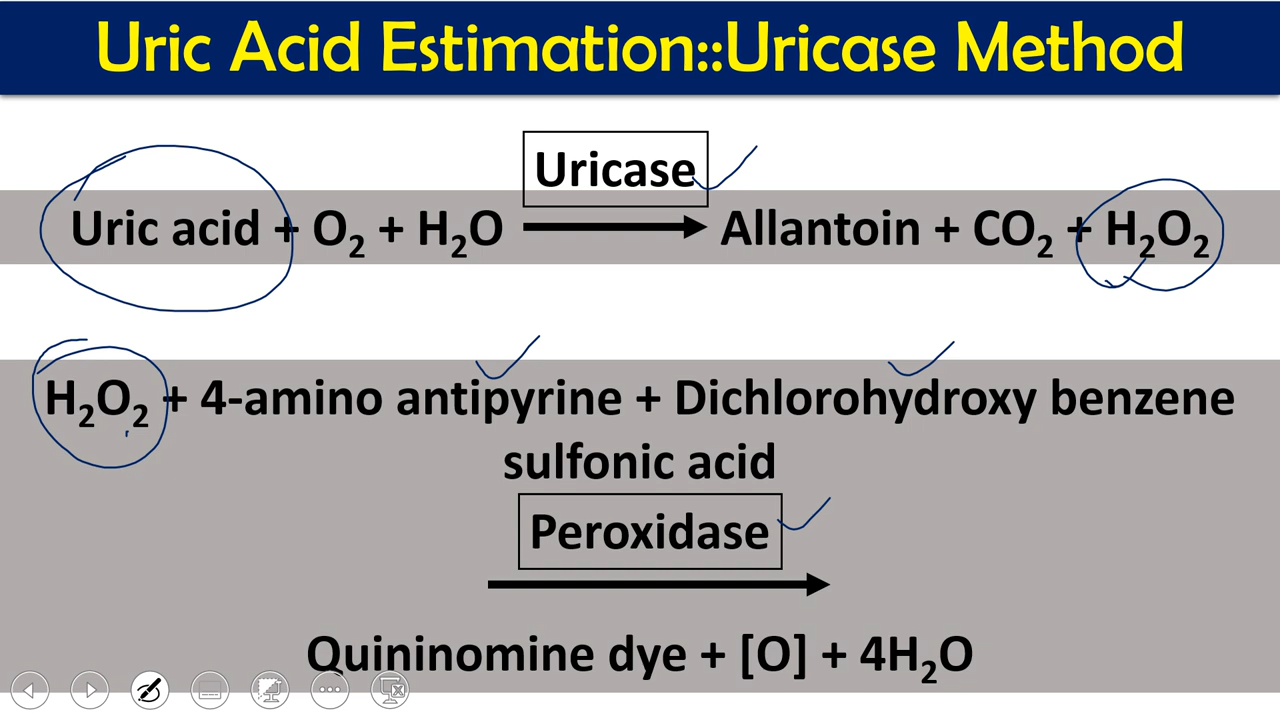 Uric Acid Estimation::Uricase Method
Uricase
Uric acid + O₂ + H₂O → Allantoin + CO₂ + H₂O₂
H₂O₂ + 4-amino antipyrine + Dichlorohydroxy benzene
sulfonic acid
Peroxidase
Quininomine dye + [O] + 4H₂O